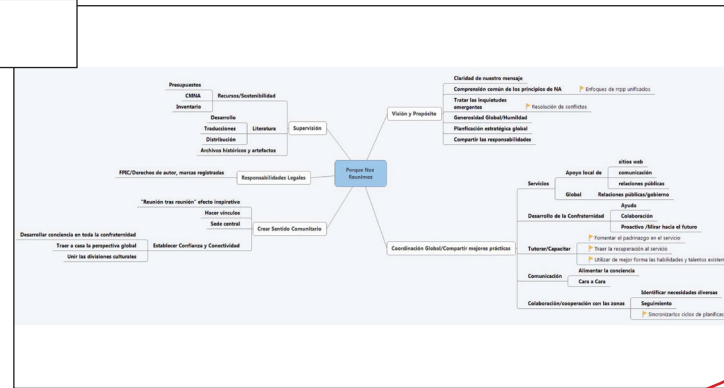 Porque Nos
Reunimos
Supervisión
Recursos/Sostenibilidad
Presupuestos
CMNA
Inventario
Literatura
Desarrollo
Traducciones
Distribución
Archivos históricos y artefactos
Responsabilidades Legales
FPIC/Derechos de autor, marcas registradas
Crear Sentido Comunitario
"Reunión tras reunión" efecto inspirativo
Hacer vínculos
Sede central
Establecer Confianza y Conectividad
Desarrollar conciencia en toda la confraternidad
Traer a casa la perspectiva global
Unir las divisiones culturales
Visión y Propósito
Claridad de nuestro mensaje
Comprensión común de los principios de NA
Enfoques de rrpp unificados
Tratar las inquietudes
emergentes
Resolución de conflictos
Generosidad Global/Humildad
Planificación estratégica global
Compartir las responsabilidades
Coordinación Global/Compartir mejores prácticas
Servicios
Apoyo local de
sitios web
comunicación
relaciones públicas
Global
Relaciones públicas/gobierno
Desarrollo de la Confraternidad
Ayuda
Colaboración
Proactivo /Mirar hacia el futuro
Tutorar/Capacitar
Fomentar el padrinazgo en el servicio
Traer la recuperación al servicio
Utilizar de mejor forma las habilidades y talentos existen
Comunicación
Alimentar la conciencia
Cara a Cara
Colaboración/cooperación con las zonas
Identificar necesidades diversas
Seguimiento
Sincronizarlos ciclos de planificac